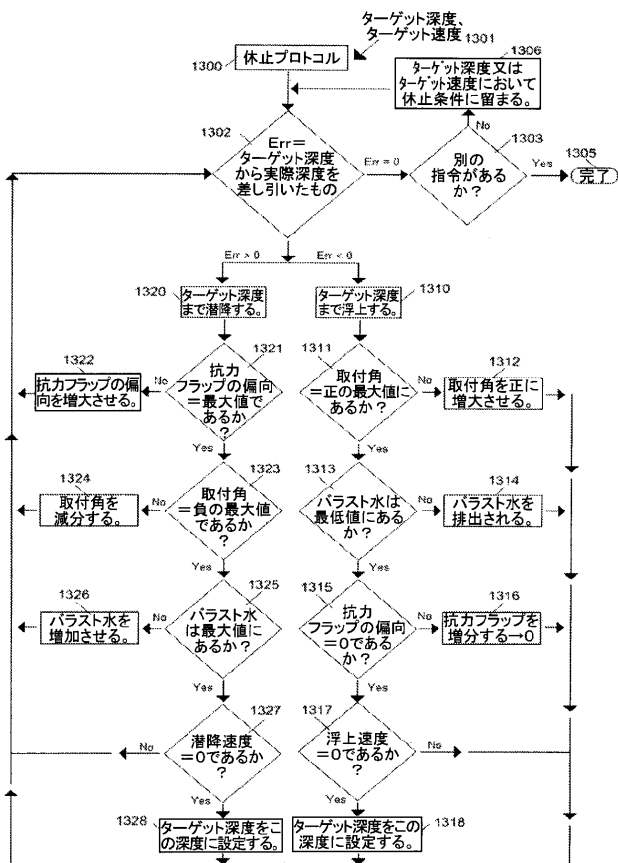 ターゲット深度、
ターゲット速度
1301
1300
休止プロトコル
1306
ターゲット深度又は
ターゲット速度において
休止条件に留まる。
No
1302
Err=
ターゲット深度
から実際深度を
差し引いたもの
Err = 0
1303
別の
指令がある
か?
Yes
1305
完了
Err > 0
Err < 0
1320
ターゲット深度
まで潜降する。
ターゲット深度
まで浮上する。
1310
1322
抗力フラップの偏
向を増大させる。
No
1321
抗力
フラップの偏向
=最大値で
あるか
?
Yes
1311
取付角
=正の最大値に
あるか?
No
1312
取付角を正に
増大させる。
Yes
1324
取付角を
減分する。
No
1323
取付角
=負の最大値
であるか
?
Yes
1313
バラスト水は
最低値にある
か?
No
1314
バラスト水を
排出される。
Yes
1326
バラスト水を
増加させる。
No
1325
バラスト水
は最大値に
あるか?
Yes
1315
抗力
フラップの偏向
=0であるか
?
No
1316
抗力フラップを
増分する→0
Yes
No
1327
潜降速度
=0であるか
?
Yes
1317
浮上速度
=0であるか
?
No
Yes
1328
ターゲット深度をこ
の深度に設定する。
ターゲット深度をこの
深度に設定する。
1318